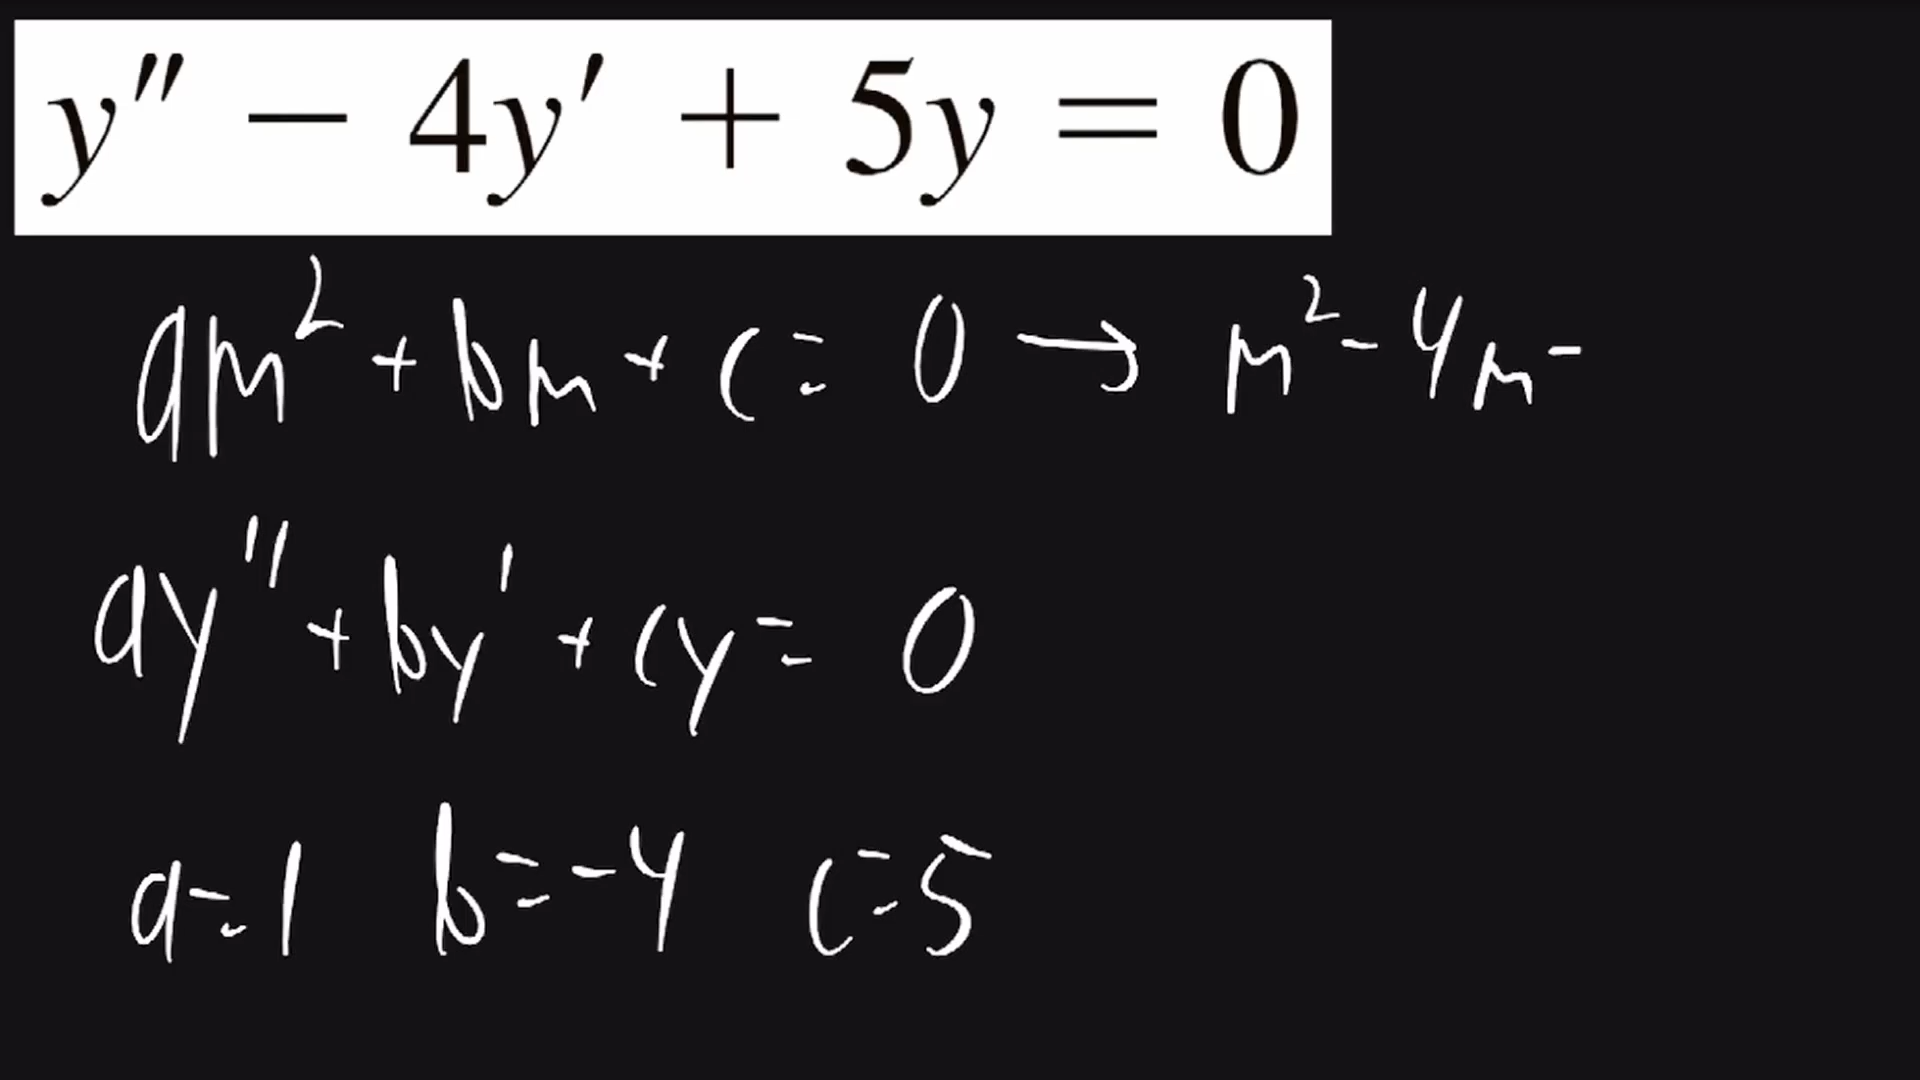 y″ − 4y′ + 5y = 0
am² + bm + c = 0 → m² - 4m -
ay'' + by' + cy = 0
a=1 b=-4 c=5